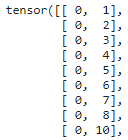 tensor([[ 0,  1],
        [ 0,  2],
        [ 0,  3],
        [ 0,  4],
        [ 0,  5],
        [ 0,  6],
        [ 0,  7],
        [ 0,  8],
        [ 0, 10],